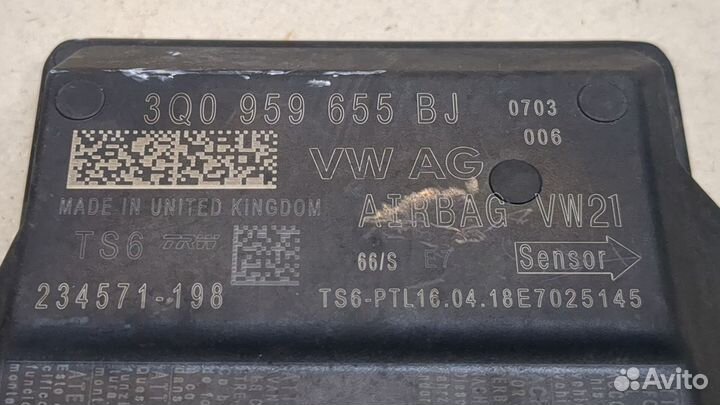 3Q0 959 655 BJ
0703
006
VW AG
MADE IN UNITED KINGDOM
AIRBAG VW21
TS6 TRW
66/S E7
Sensor
234571-198
TS6-PTL16.04.18E7025145
Avito